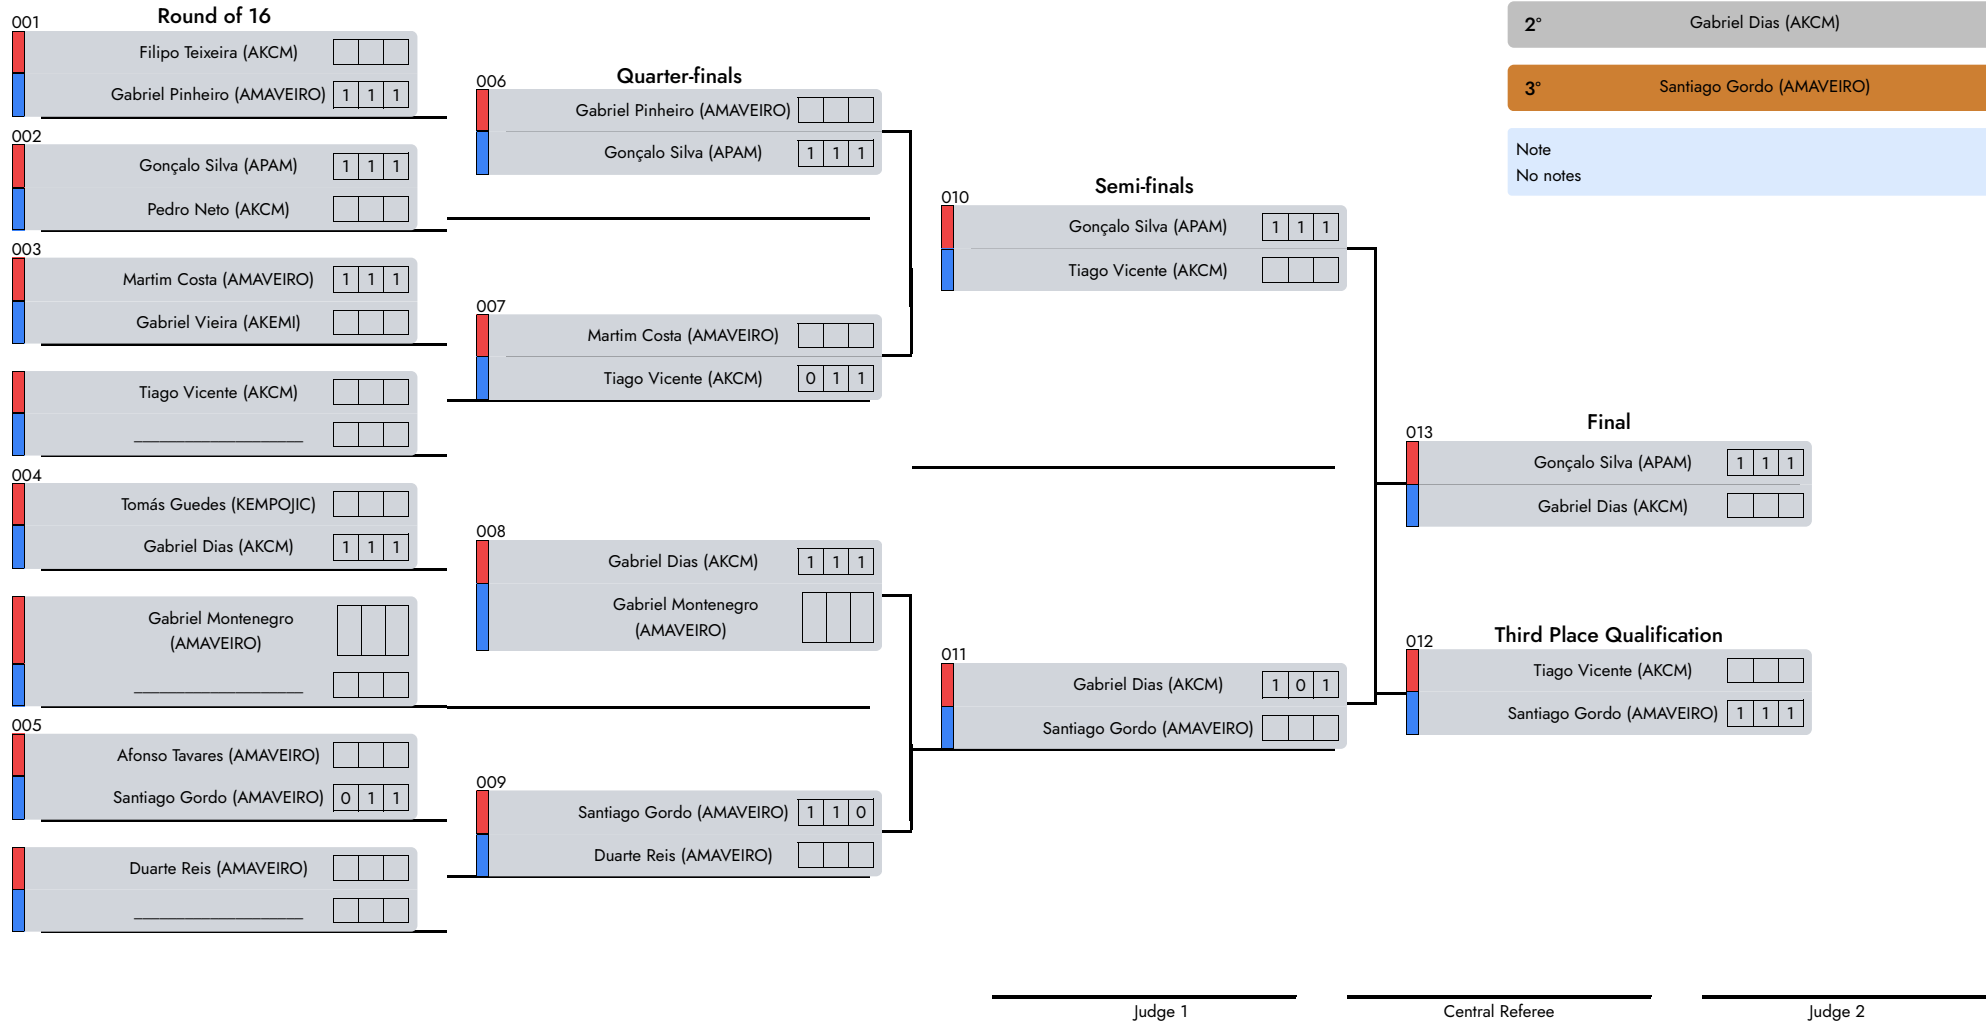 Round of 16
001
Filipo Teixeira (AKCM)
Gabriel Pinheiro (AMAVEIRO) 1 1 1
002
Gonçalo Silva (APAM) 1 1 1
Pedro Neto (AKCM)
003
Martim Costa (AMAVEIRO) 1 1 1
Gabriel Vieira (AKEMI)
Tiago Vicente (AKCM)
____________________
004
Tomás Guedes (KEMPOJIC)
Gabriel Dias (AKCM) 1 1 1
Gabriel Montenegro
(AMAVEIRO)
____________________
005
Afonso Tavares (AMAVEIRO)
Santiago Gordo (AMAVEIRO) 0 1 1
Duarte Reis (AMAVEIRO)
____________________
Quarter-finals
006
Gabriel Pinheiro (AMAVEIRO)
Gonçalo Silva (APAM) 1 1 1
007
Martim Costa (AMAVEIRO)
Tiago Vicente (AKCM) 0 1 1
008
Gabriel Dias (AKCM) 1 1 1
Gabriel Montenegro
(AMAVEIRO)
009
Santiago Gordo (AMAVEIRO) 1 1 0
Duarte Reis (AMAVEIRO)
Semi-finals
010
Gonçalo Silva (APAM) 1 1 1
Tiago Vicente (AKCM)
011
Gabriel Dias (AKCM) 1 0 1
Santiago Gordo (AMAVEIRO)
Final
013
Gonçalo Silva (APAM) 1 1 1
Gabriel Dias (AKCM)
Third Place Qualification
012
Tiago Vicente (AKCM)
Santiago Gordo (AMAVEIRO) 1 1 1
2° Gabriel Dias (AKCM)
3° Santiago Gordo (AMAVEIRO)
Note
No notes
Judge 1
Central Referee
Judge 2